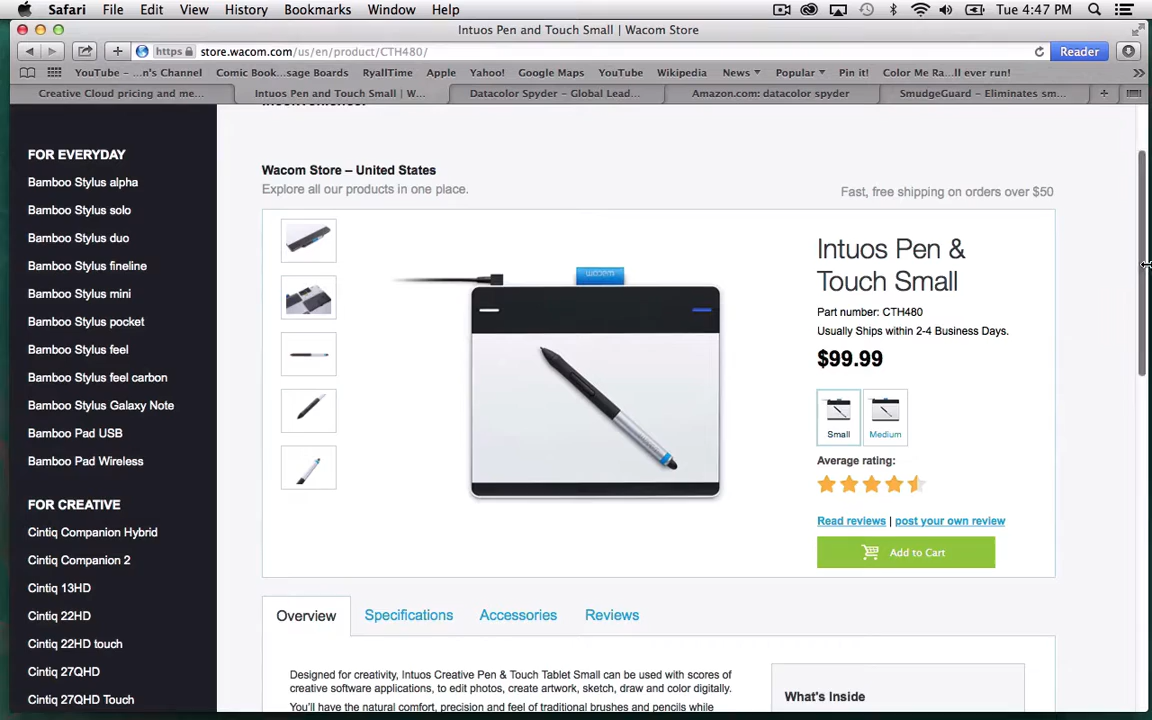 Safari File Edit View History Bookmarks Window Help Tue 4:47 PM
Intuos Pen and Touch Small | Wacom Store
https store.wacom.com/us/en/product/CTH480/ Reader
YouTube - ...n's Channel Comic Book...sage Boards RyallTime Apple Yahoo! Google Maps YouTube Wikipedia News Popular Pin it! Color Me Ra...ll ever run!
Creative Cloud pricing and me... Intuos Pen and Touch Small | W... Datacolor Spyder – Global Lead... Amazon.com: datacolor spyder SmudgeGuard – Eliminates sm...
FOR EVERYDAY
Bamboo Stylus alpha
Bamboo Stylus solo
Bamboo Stylus duo
Bamboo Stylus fineline
Bamboo Stylus mini
Bamboo Stylus pocket
Bamboo Stylus feel
Bamboo Stylus feel carbon
Bamboo Stylus Galaxy Note
Bamboo Pad USB
Bamboo Pad Wireless
FOR CREATIVE
Cintiq Companion Hybrid
Cintiq Companion 2
Cintiq 13HD
Cintiq 22HD
Cintiq 22HD touch
Cintiq 27QHD
Cintiq 27QHD Touch
Wacom Store – United States
Explore all our products in one place.
Fast, free shipping on orders over $50
wacom
Intuos Pen &
Touch Small
Part number: CTH480
Usually Ships within 2-4 Business Days.
$99.99
Small Medium
Average rating:
Read reviews | post your own review
Add to Cart
Overview Specifications Accessories Reviews
Designed for creativity, Intuos Creative Pen & Touch Tablet Small can be used with scores of
creative software applications, to edit photos, create artwork, sketch, draw and color digitally.
You'll have the natural comfort, precision and feel of traditional brushes and pencils while
What's Inside